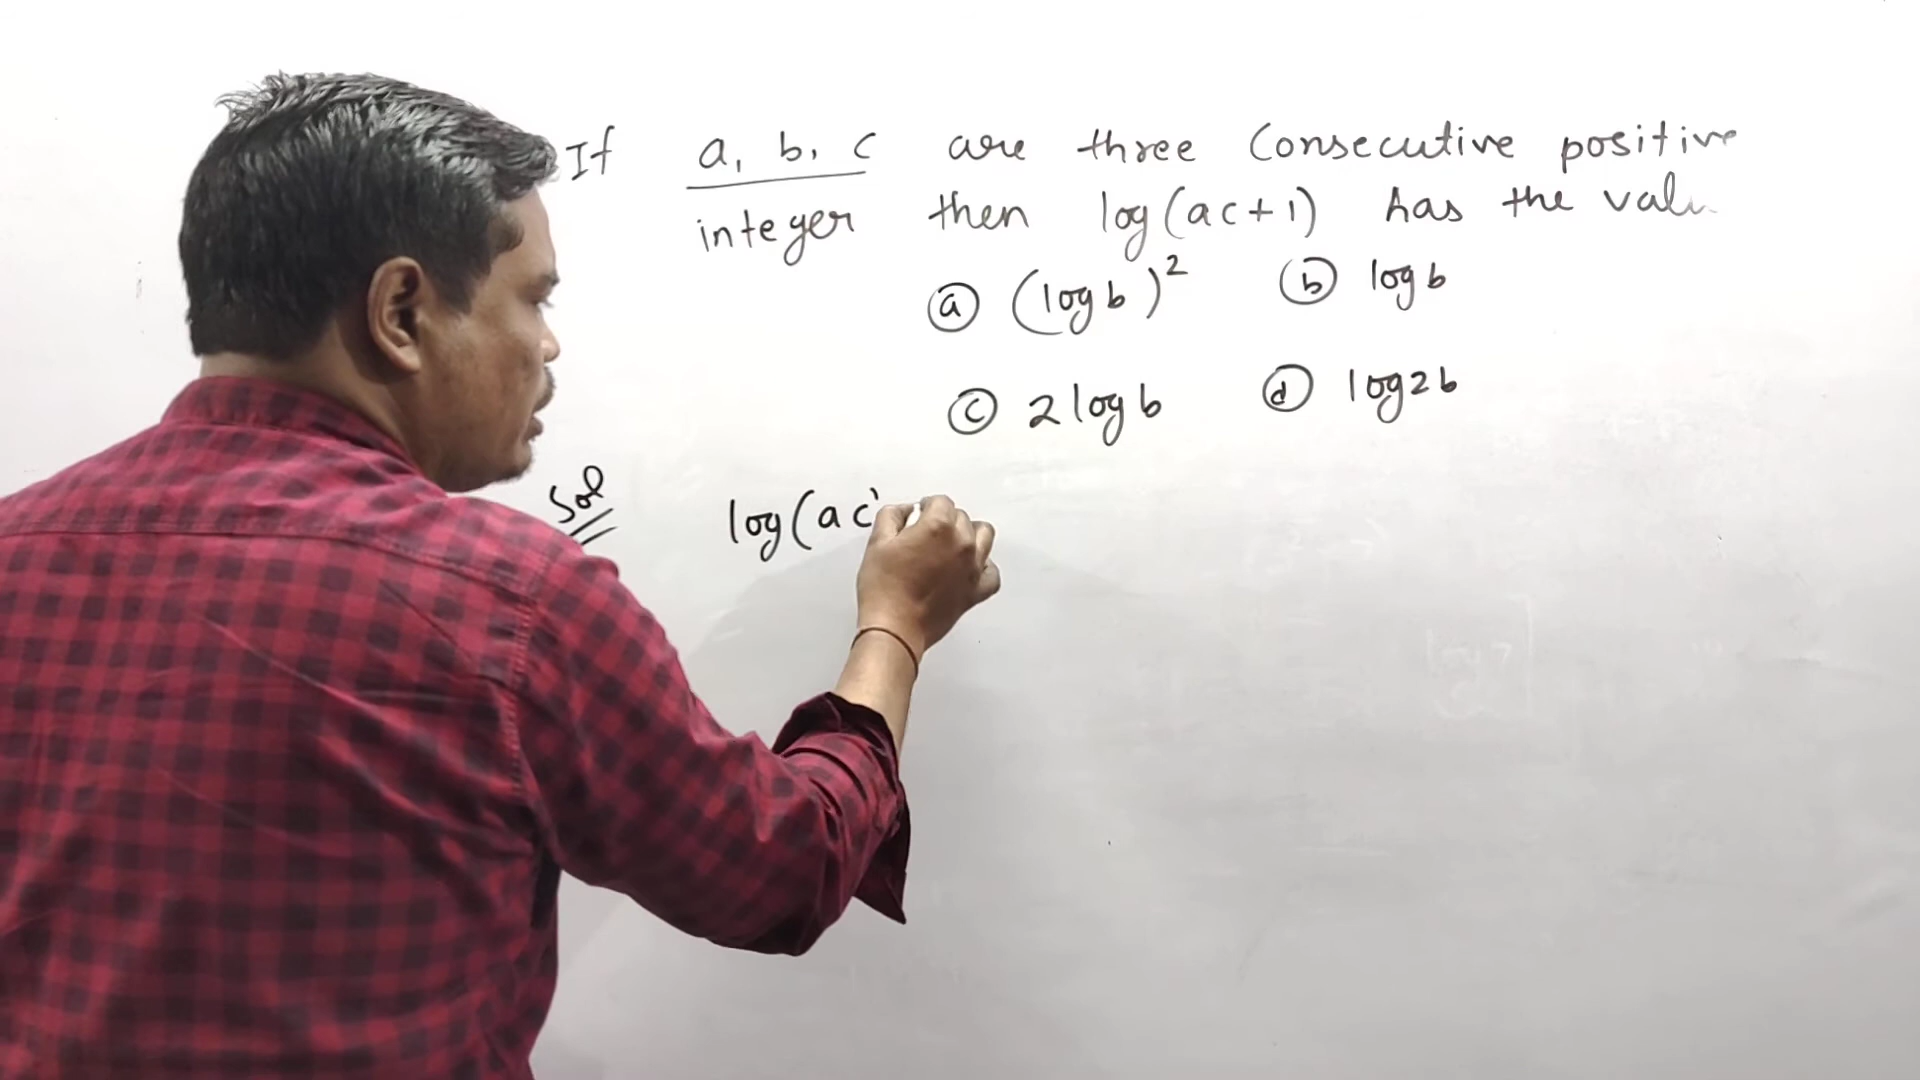 If a, b, c are three consecutive positive
integer then log(ac+1) has the
ⓐ (log b)² ⓑ log b
ⓒ 2 log b ⓓ log 2b
Sol log(ac